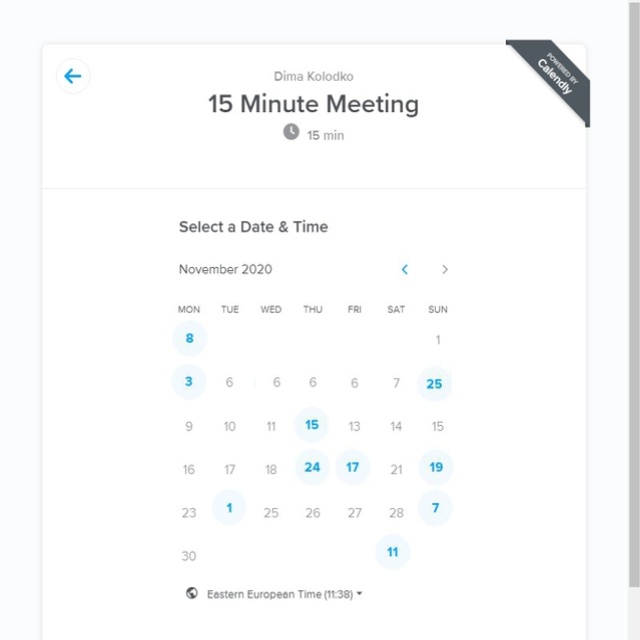 POWERED BY
Calendly
Dima Kolodko
15 Minute Meeting
15 min
Select a Date & Time
November 2020
MON TUE WED THU FRI SAT SUN
8 1
3 6 6 6 6 7 25
9 10 11 15 13 14 15
16 17 18 24 17 21 19
23 1 25 26 27 28 7
30 11
Eastern European Time (11:38)